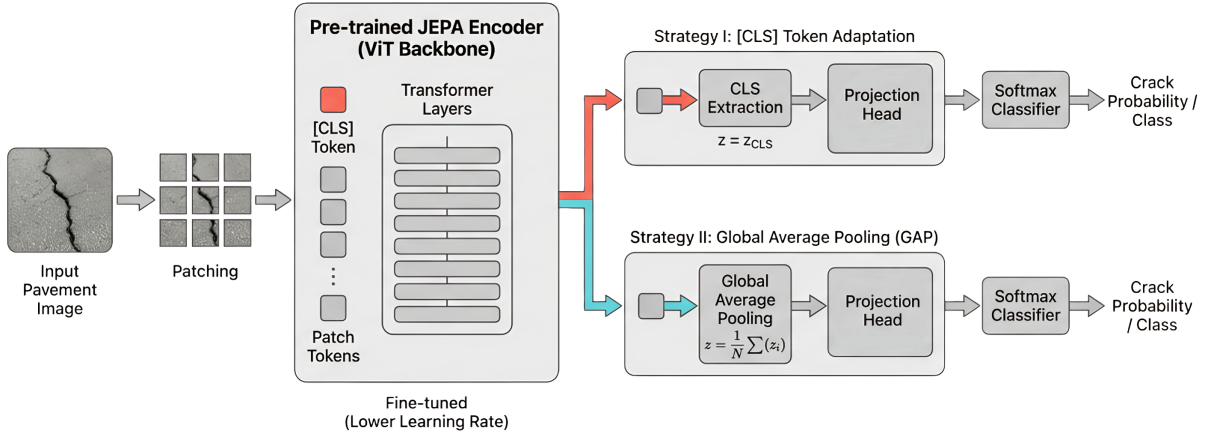 Pre-trained JEPA Encoder
(ViT Backbone)
[CLS]
Token
Transformer
Layers
Patch
Tokens
Fine-tuned
(Lower Learning Rate)
Input
Pavement
Image
Patching
Strategy I: [CLS] Token Adaptation
CLS
Extraction
z = z_CLS
Projection
Head
Softmax
Classifier
Crack
Probability /
Class
Strategy II: Global Average Pooling (GAP)
Global
Average
Pooling
z = 1/N ∑(z_i)
Projection
Head
Softmax
Classifier
Crack
Probability
/ Class